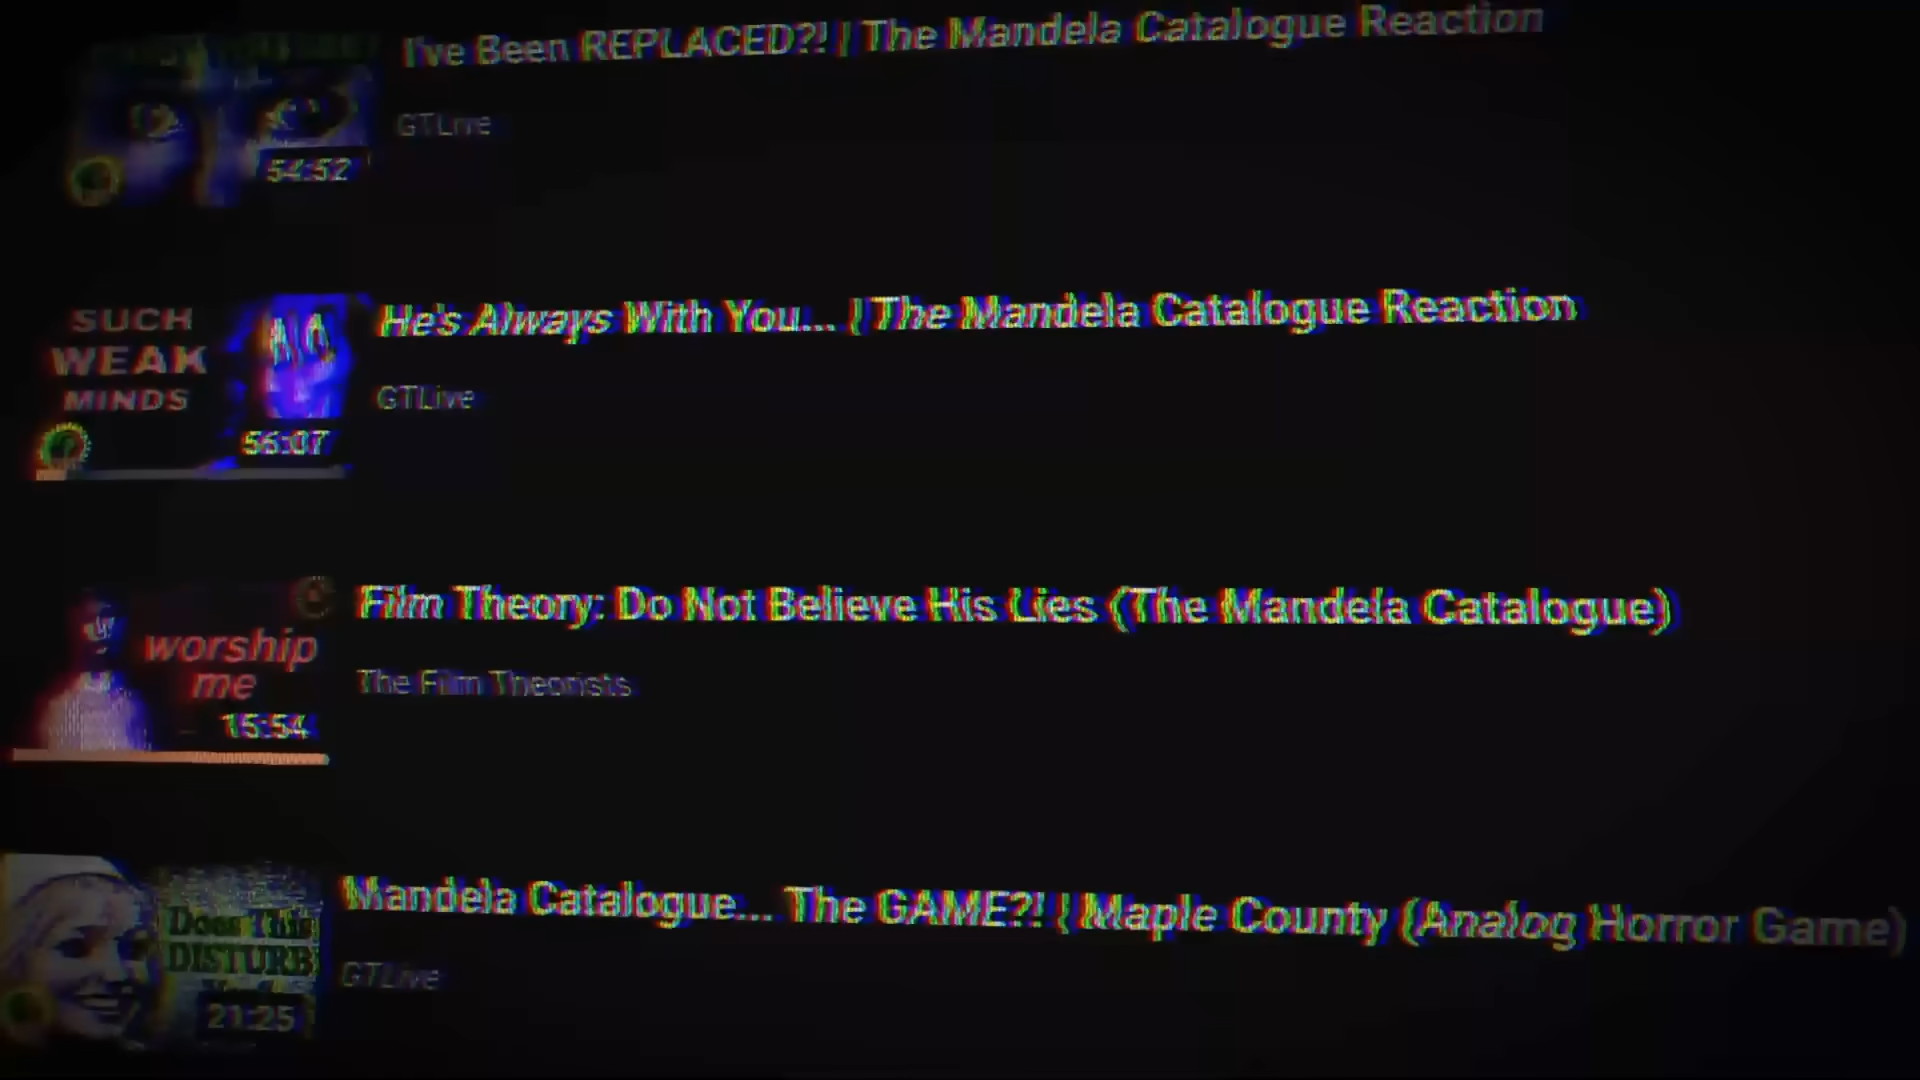 I've Been REPLACED?! | The Mandela Catalogue Reaction
GTLive
54:52
SUCH
WEAK
MINDS
56:07
He's Always With You... | The Mandela Catalogue Reaction
GTLive
worship
me
15:54
Film Theory: Do Not Believe His Lies (The Mandela Catalogue)
The Film Theorists
Does This
DISTURB
21:25
Mandela Catalogue... The GAME?! | Maple County (Analog Horror Game)
GTLive